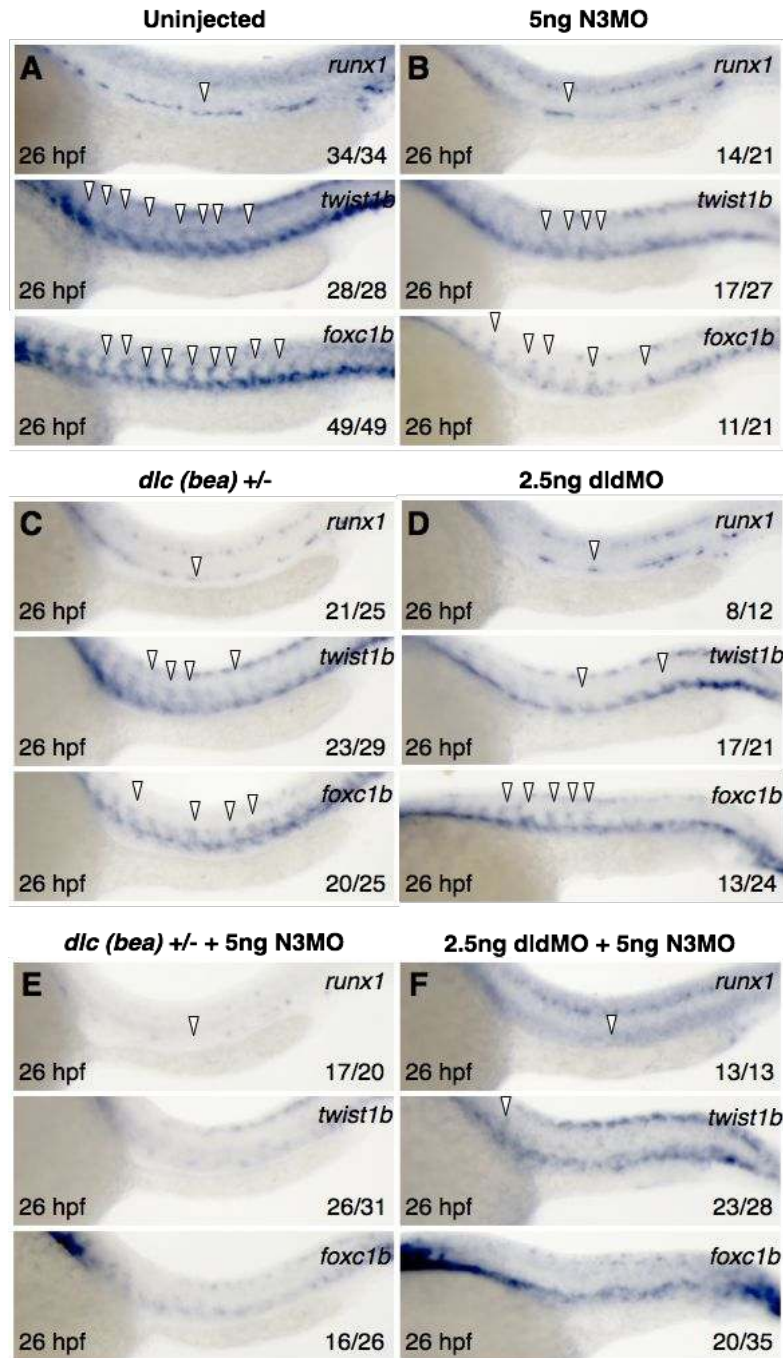 Uninjected
5ng N3MO
A
runx1
26 hpf
34/34
twist1b
26 hpf
28/28
foxc1b
26 hpf
49/49
B
runx1
26 hpf
14/21
twist1b
26 hpf
17/27
foxc1b
26 hpf
11/21
dlc (bea) +/-
2.5ng dldMO
C
runx1
26 hpf
21/25
twist1b
26 hpf
23/29
foxc1b
26 hpf
20/25
D
runx1
26 hpf
8/12
twist1b
26 hpf
17/21
foxc1b
26 hpf
13/24
dlc (bea) +/- + 5ng N3MO
2.5ng dldMO + 5ng N3MO
E
runx1
26 hpf
17/20
twist1b
26 hpf
26/31
foxc1b
26 hpf
16/26
F
runx1
26 hpf
13/13
twist1b
26 hpf
23/28
foxc1b
26 hpf
20/35